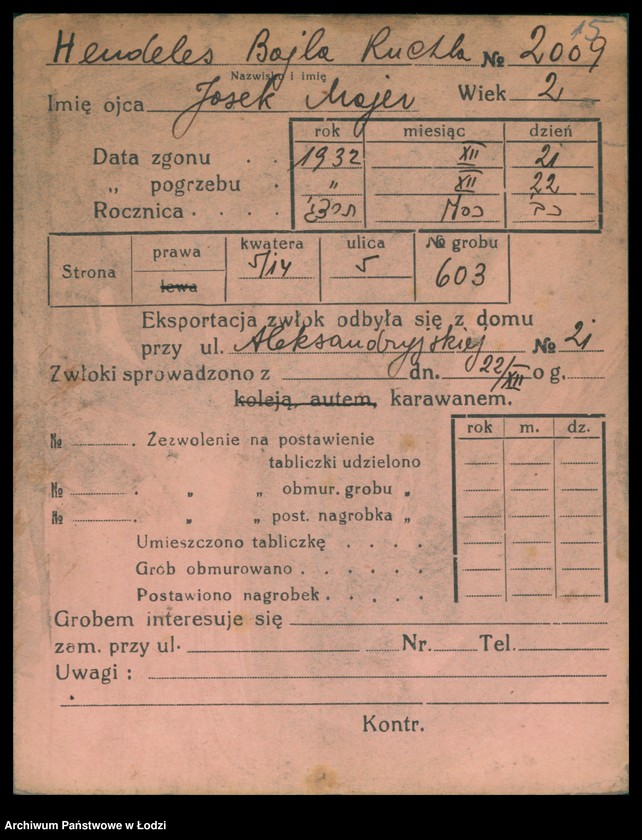 15
Hendeles Bajla Ruchla № 2009
Nazwisko i imię
Imię ojca Josek Majer Wiek 2
rok miesiąc dzień
Data zgonu . . 1932 XII 21
„ pogrzebu . „ XII 22
Rocznica . . . . תרצ״ג כסלו כ״ב
Strona prawa lewa kwatera 5/14 ulica 5 № grobu 603
Eksportacja zwłok odbyła się z domu
przy ul. Aleksandryjskiej № 21
Zwłoki sprowadzono z dn. 22/XII o g.
koleją, autem, karawanem.
rok m. dz.
№ . Zezwolenie na postawienie
tabliczki udzielono
№ . „ „ obmur. grobu „
№ . „ „ post. nagrobka „
Umieszczono tabliczkę . . . .
Grób obmurowano . . . . . .
Postawiono nagrobek . . . . .
Grobem interesuje się
zam. przy ul. Nr. Tel.
Uwagi :
Kontr.
Archiwum Państwowe w Łodzi